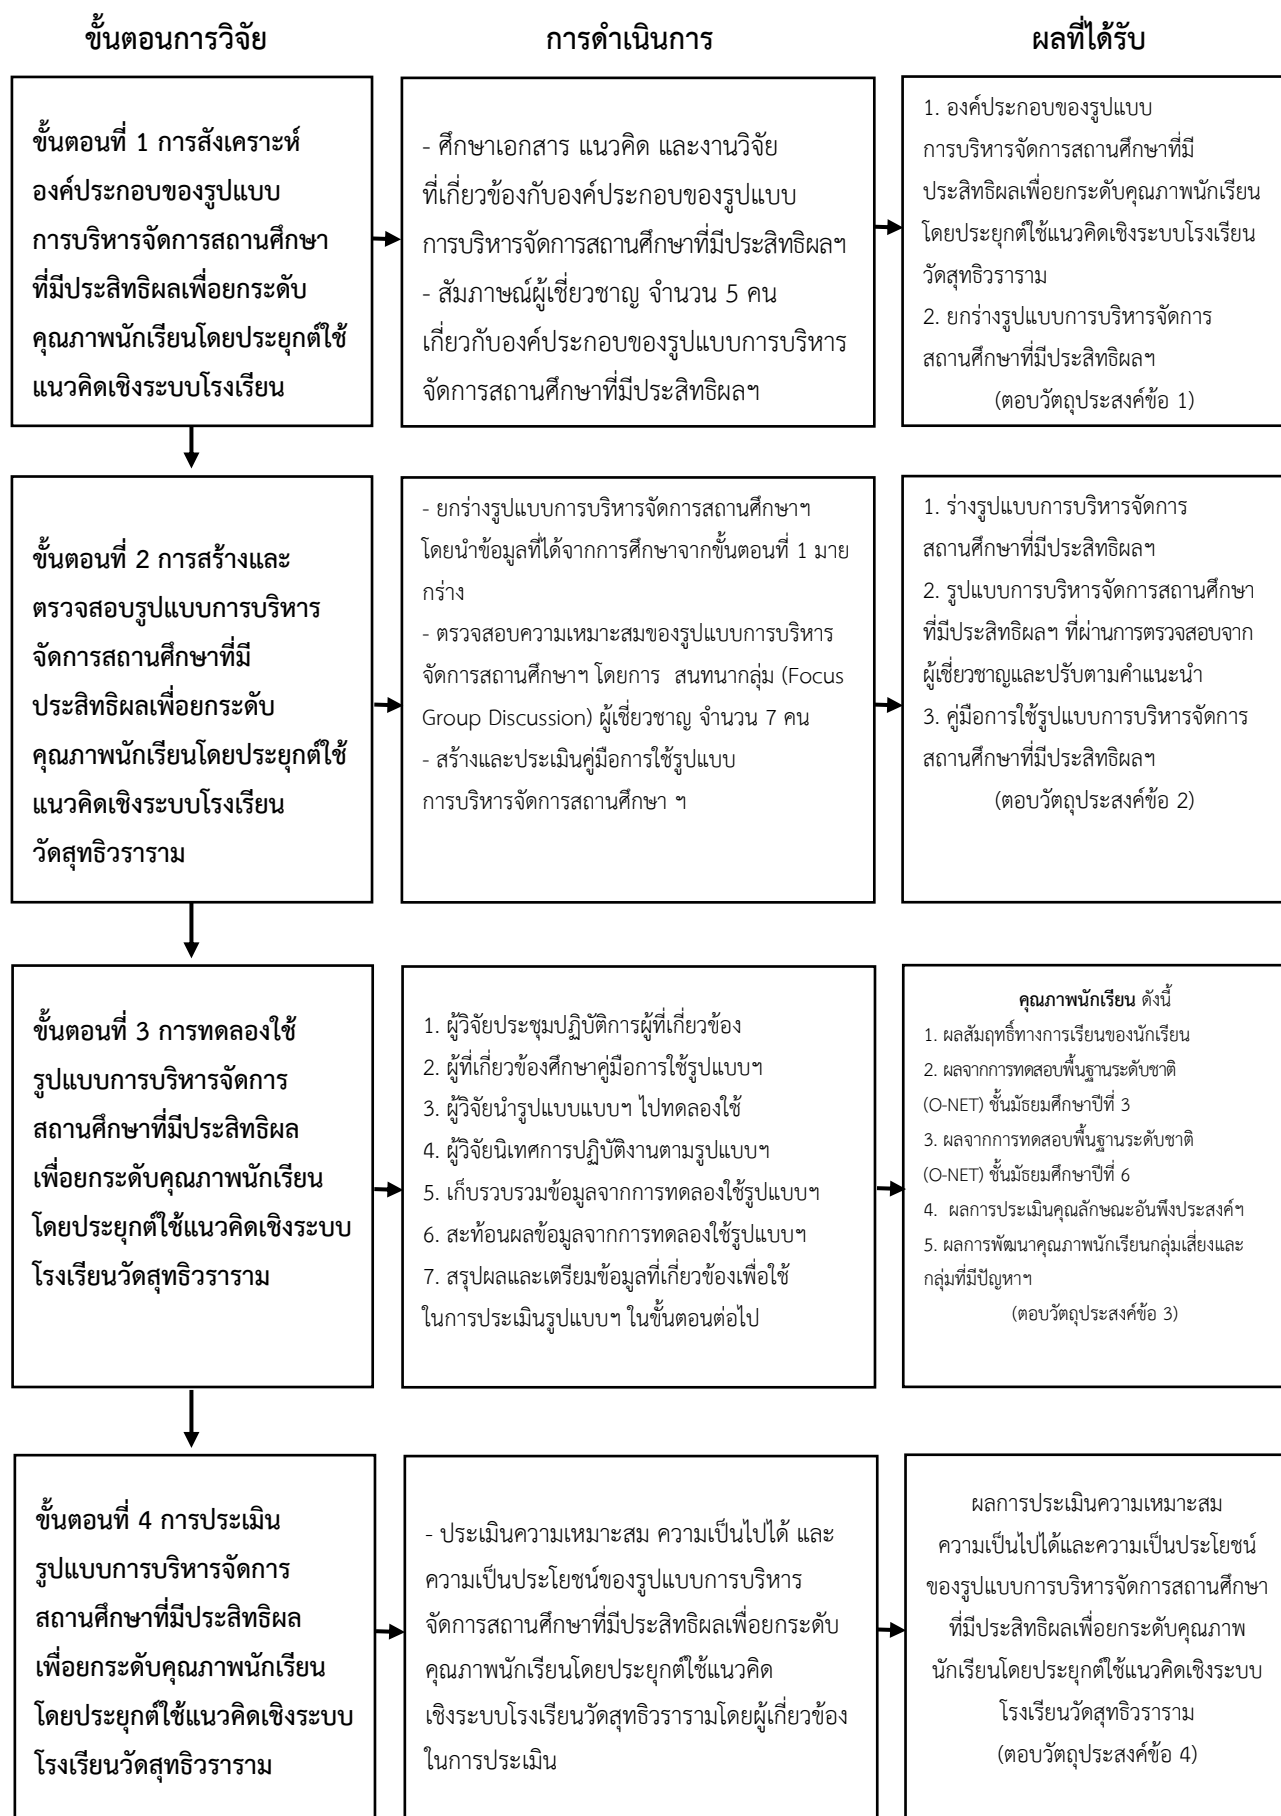 ขั้นตอนการวิจัย
การดำเนินการ
ผลที่ได้รับ
ขั้นตอนที่ 1 การสังเคราะห์
องค์ประกอบของรูปแบบ
การบริหารจัดการสถานศึกษา
ที่มีประสิทธิผลเพื่อยกระดับ
คุณภาพนักเรียนโดยประยุกต์ใช้
แนวคิดเชิงระบบโรงเรียน
- ศึกษาเอกสาร แนวคิด และงานวิจัย
ที่เกี่ยวข้องกับองค์ประกอบของรูปแบบ
การบริหารจัดการสถานศึกษาที่มีประสิทธิผลฯ
- สัมภาษณ์ผู้เชี่ยวชาญ จำนวน 5 คน
เกี่ยวกับองค์ประกอบของรูปแบบการบริหาร
จัดการสถานศึกษาที่มีประสิทธิผลฯ
1. องค์ประกอบของรูปแบบ
การบริหารจัดการสถานศึกษาที่มี
ประสิทธิผลเพื่อยกระดับคุณภาพนักเรียน
โดยประยุกต์ใช้แนวคิดเชิงระบบโรงเรียน
วัดสุทธิวราราม
2. ยกร่างรูปแบบการบริหารจัดการ
สถานศึกษาที่มีประสิทธิผลฯ
(ตอบวัตถุประสงค์ข้อ 1)
ขั้นตอนที่ 2 การสร้างและ
ตรวจสอบรูปแบบการบริหาร
จัดการสถานศึกษาที่มี
ประสิทธิผลเพื่อยกระดับ
คุณภาพนักเรียนโดยประยุกต์ใช้
แนวคิดเชิงระบบโรงเรียน
วัดสุทธิวราราม
- ยกร่างรูปแบบการบริหารจัดการสถานศึกษาฯ
โดยนำข้อมูลที่ได้จากการศึกษาจากขั้นตอนที่ 1 มาย
กร่าง
- ตรวจสอบความเหมาะสมของรูปแบบการบริหาร
จัดการสถานศึกษาฯ โดยการ สนทนากลุ่ม (Focus
Group Discussion) ผู้เชี่ยวชาญ จำนวน 7 คน
- สร้างและประเมินคู่มือการใช้รูปแบบ
การบริหารจัดการสถานศึกษา ฯ
1. ร่างรูปแบบการบริหารจัดการ
สถานศึกษาที่มีประสิทธิผลฯ
2. รูปแบบการบริหารจัดการสถานศึกษา
ที่มีประสิทธิผลฯ ที่ผ่านการตรวจสอบจาก
ผู้เชี่ยวชาญและปรับตามคำแนะนำ
3. คู่มือการใช้รูปแบบการบริหารจัดการ
สถานศึกษาที่มีประสิทธิผลฯ
(ตอบวัตถุประสงค์ข้อ 2)
ขั้นตอนที่ 3 การทดลองใช้
รูปแบบการบริหารจัดการ
สถานศึกษาที่มีประสิทธิผล
เพื่อยกระดับคุณภาพนักเรียน
โดยประยุกต์ใช้แนวคิดเชิงระบบ
โรงเรียนวัดสุทธิวราราม
1. ผู้วิจัยประชุมปฏิบัติการผู้ที่เกี่ยวข้อง
2. ผู้ที่เกี่ยวข้องศึกษาคู่มือการใช้รูปแบบฯ
3. ผู้วิจัยนำรูปแบบแบบฯ ไปทดลองใช้
4. ผู้วิจัยนิเทศการปฏิบัติงานตามรูปแบบฯ
5. เก็บรวบรวมข้อมูลจากการทดลองใช้รูปแบบฯ
6. สะท้อนผลข้อมูลจากการทดลองใช้รูปแบบฯ
7. สรุปผลและเตรียมข้อมูลที่เกี่ยวข้องเพื่อใช้
ในการประเมินรูปแบบฯ ในขั้นตอนต่อไป
คุณภาพนักเรียน ดังนี้
1. ผลสัมฤทธิ์ทางการเรียนของนักเรียน
2. ผลจากการทดสอบพื้นฐานระดับชาติ
(O-NET) ชั้นมัธยมศึกษาปีที่ 3
3. ผลจากการทดสอบพื้นฐานระดับชาติ
(O-NET) ชั้นมัธยมศึกษาปีที่ 6
4. ผลการประเมินคุณลักษณะอันพึงประสงค์ฯ
5. ผลการพัฒนาคุณภาพนักเรียนกลุ่มเสี่ยงและ
กลุ่มที่มีปัญหาฯ
(ตอบวัตถุประสงค์ข้อ 3)
ขั้นตอนที่ 4 การประเมิน
รูปแบบการบริหารจัดการ
สถานศึกษาที่มีประสิทธิผล
เพื่อยกระดับคุณภาพนักเรียน
โดยประยุกต์ใช้แนวคิดเชิงระบบ
โรงเรียนวัดสุทธิวราราม
- ประเมินความเหมาะสม ความเป็นไปได้ และ
ความเป็นประโยชน์ของรูปแบบการบริหาร
จัดการสถานศึกษาที่มีประสิทธิผลเพื่อยกระดับ
คุณภาพนักเรียนโดยประยุกต์ใช้แนวคิด
เชิงระบบโรงเรียนวัดสุทธิวรารามโดยผู้เกี่ยวข้อง
ในการประเมิน
ผลการประเมินความเหมาะสม
ความเป็นไปได้และความเป็นประโยชน์
ของรูปแบบการบริหารจัดการสถานศึกษา
ที่มีประสิทธิผลเพื่อยกระดับคุณภาพ
นักเรียนโดยประยุกต์ใช้แนวคิดเชิงระบบ
โรงเรียนวัดสุทธิวราราม
(ตอบวัตถุประสงค์ข้อ 4)